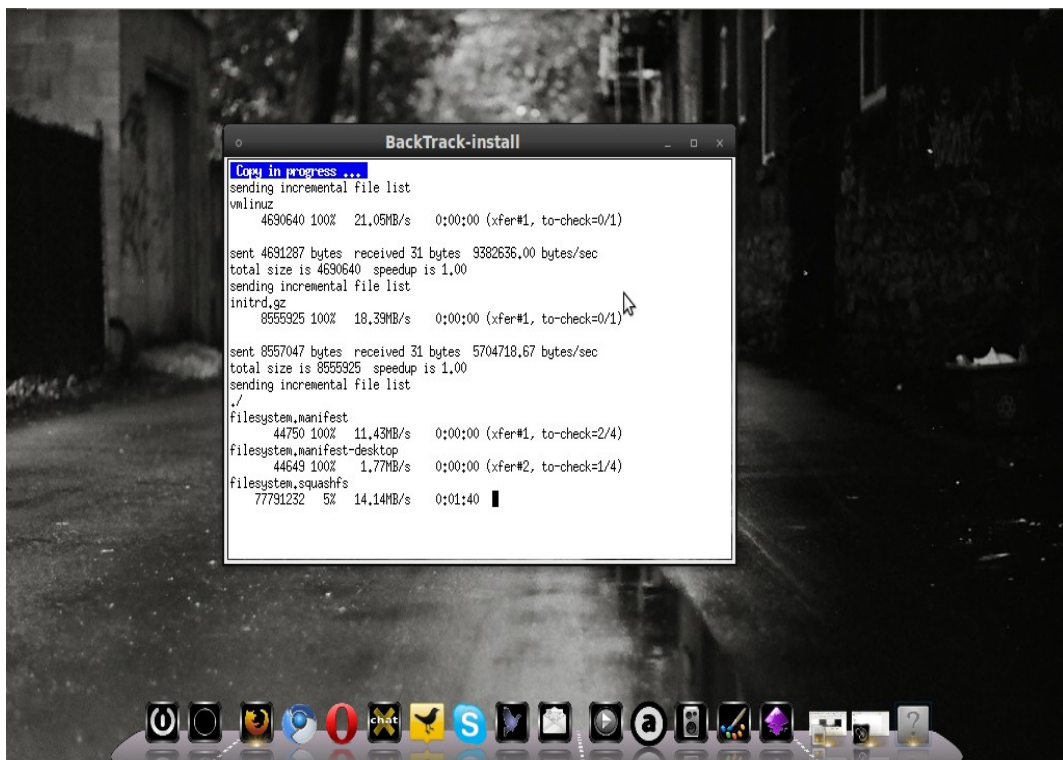 BackTrack-install
Copy in progress ...
sending incremental file list
vmlinuz
4690640 100% 21.05MB/s 0:00:00 (xfer#1, to-check=0/1)
sent 4691287 bytes received 31 bytes 9382636.00 bytes/sec
total size is 4690640 speedup is 1.00
sending incremental file list
initrd.gz
8555925 100% 18.39MB/s 0:00:00 (xfer#1, to-check=0/1)
sent 8557047 bytes received 31 bytes 5704718.67 bytes/sec
total size is 8555925 speedup is 1.00
sending incremental file list
./
filesystem.manifest
44750 100% 11.43MB/s 0:00:00 (xfer#1, to-check=2/4)
filesystem.manifest-desktop
44649 100% 1.77MB/s 0:00:00 (xfer#2, to-check=1/4)
filesystem.squashfs
77791232 5% 14.14MB/s 0:01:40
chat
a
?